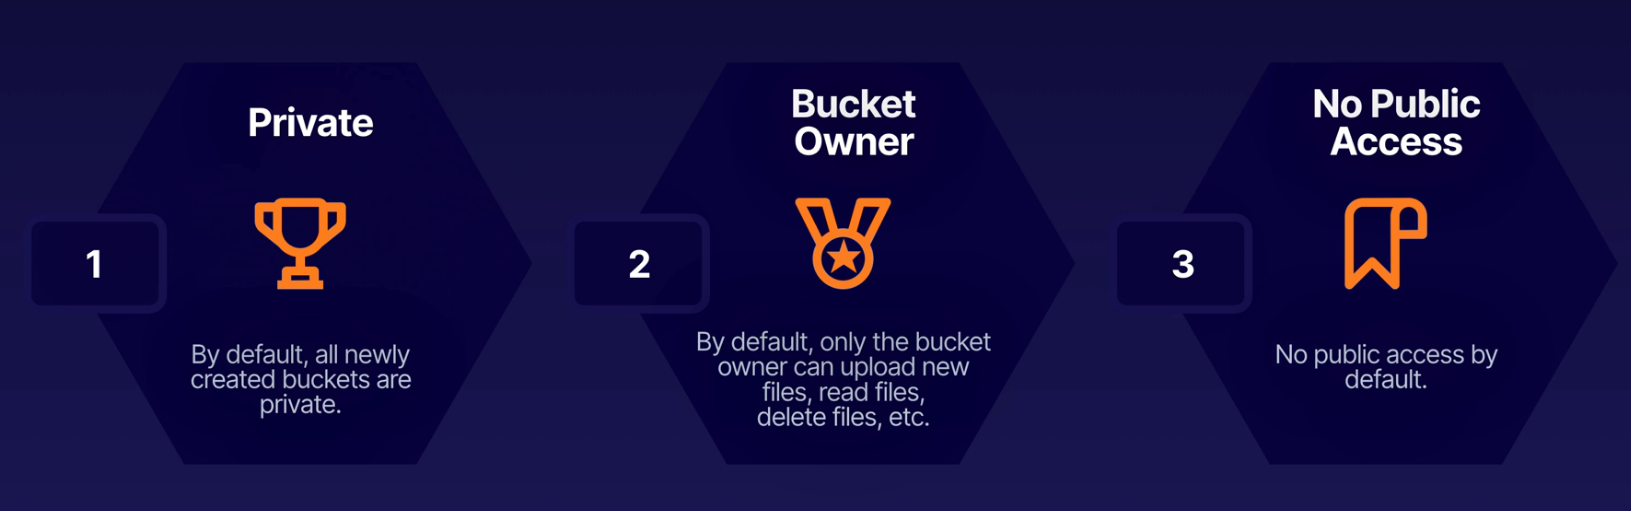 1
Private
By default, all newly
created buckets are
private.
2
Bucket
Owner
By default, only the bucket
owner can upload new
files, read files,
delete files, etc.
3
No Public
Access
No public access by
default.